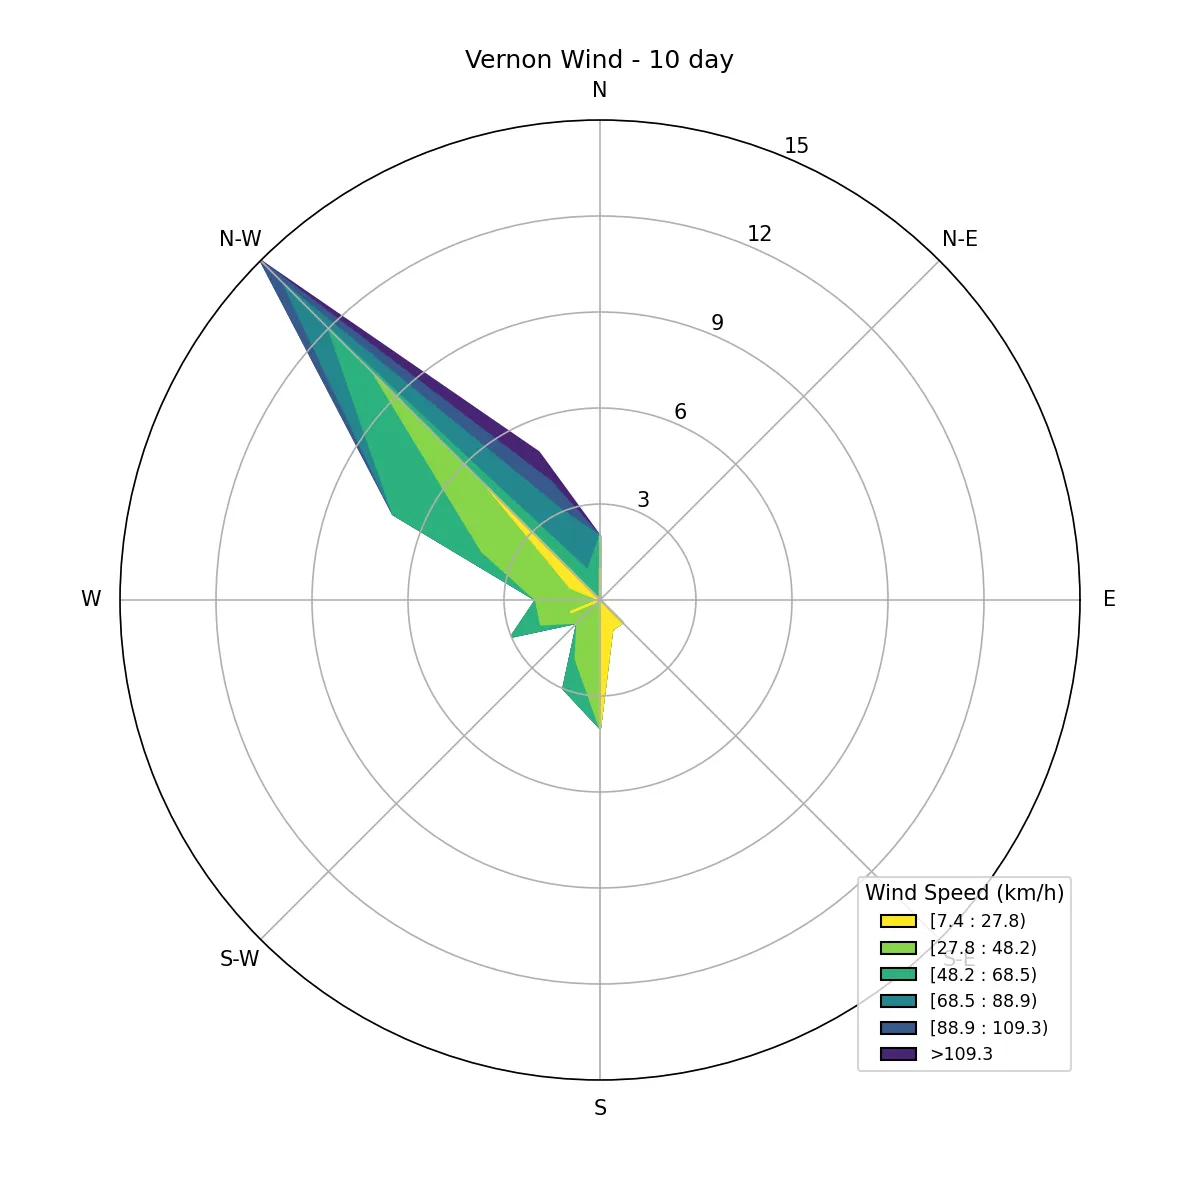 Vernon Wind - 10 day
N
15
N-W
N-E
12
9
6
3
W
E
S-W
S-E
S
Wind Speed (km/h)
[7.4 : 27.8)
[27.8 : 48.2)
[48.2 : 68.5)
[68.5 : 88.9)
[88.9 : 109.3)
>109.3